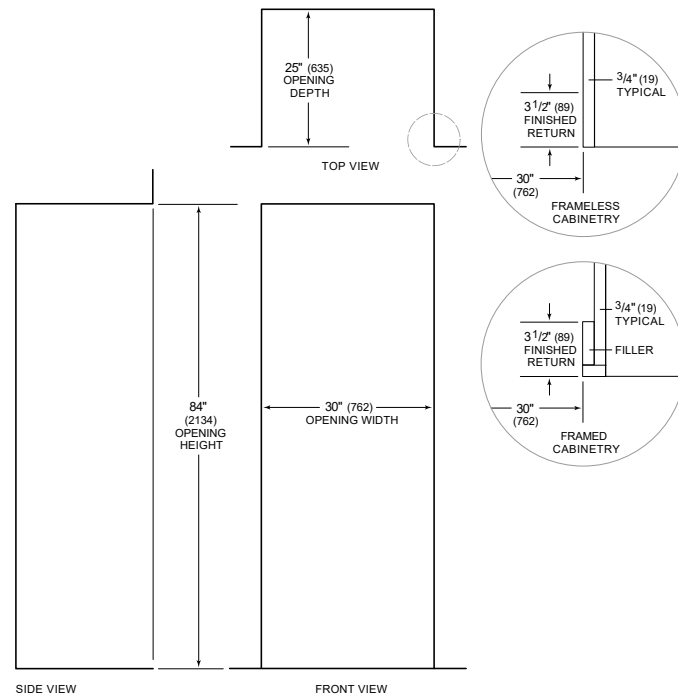 25" (635)
OPENING
DEPTH
TOP VIEW
3/4" (19)
TYPICAL
3 1/2" (89)
FINISHED
RETURN
30"
(762)
FRAMELESS
CABINETRY
3/4" (19)
TYPICAL
3 1/2" (89)
FINISHED
RETURN
FILLER
30"
(762)
FRAMED
CABINETRY
84"
(2134)
OPENING
HEIGHT
30" (762)
OPENING WIDTH
SIDE VIEW
FRONT VIEW